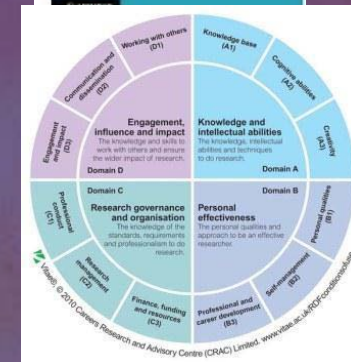 Working with others
(D1)
Communication and
dissemination
(D2)
Engagement
and impact
(D3)
Knowledge base
(A1)
Cognitive abilities
(A2)
Creativity
(A3)
Engagement,
influence and impact
The knowledge and skills to
work with others and ensure
the wider impact of research.
Domain D
Knowledge and
intellectual abilities
The knowledge, intellectual
abilities and techniques
to do research.
Domain A
Domain C
Research governance
and organisation
The knowledge of the
standards, requirements
and professionalism to do
research.
Domain B
Personal
effectiveness
The personal qualities and
approach to be an effective
researcher.
Professional
conduct
(C1)
Research
management
(C2)
Finance, funding
and resources
(C3)
Personal qualities
(B1)
Self-management
(B2)
Professional and
career development
(B3)
Vitae®, © 2010 Careers Research and Advisory Centre (CRAC) Limited. www.vitae.ac.uk/RDFconditionsofuse